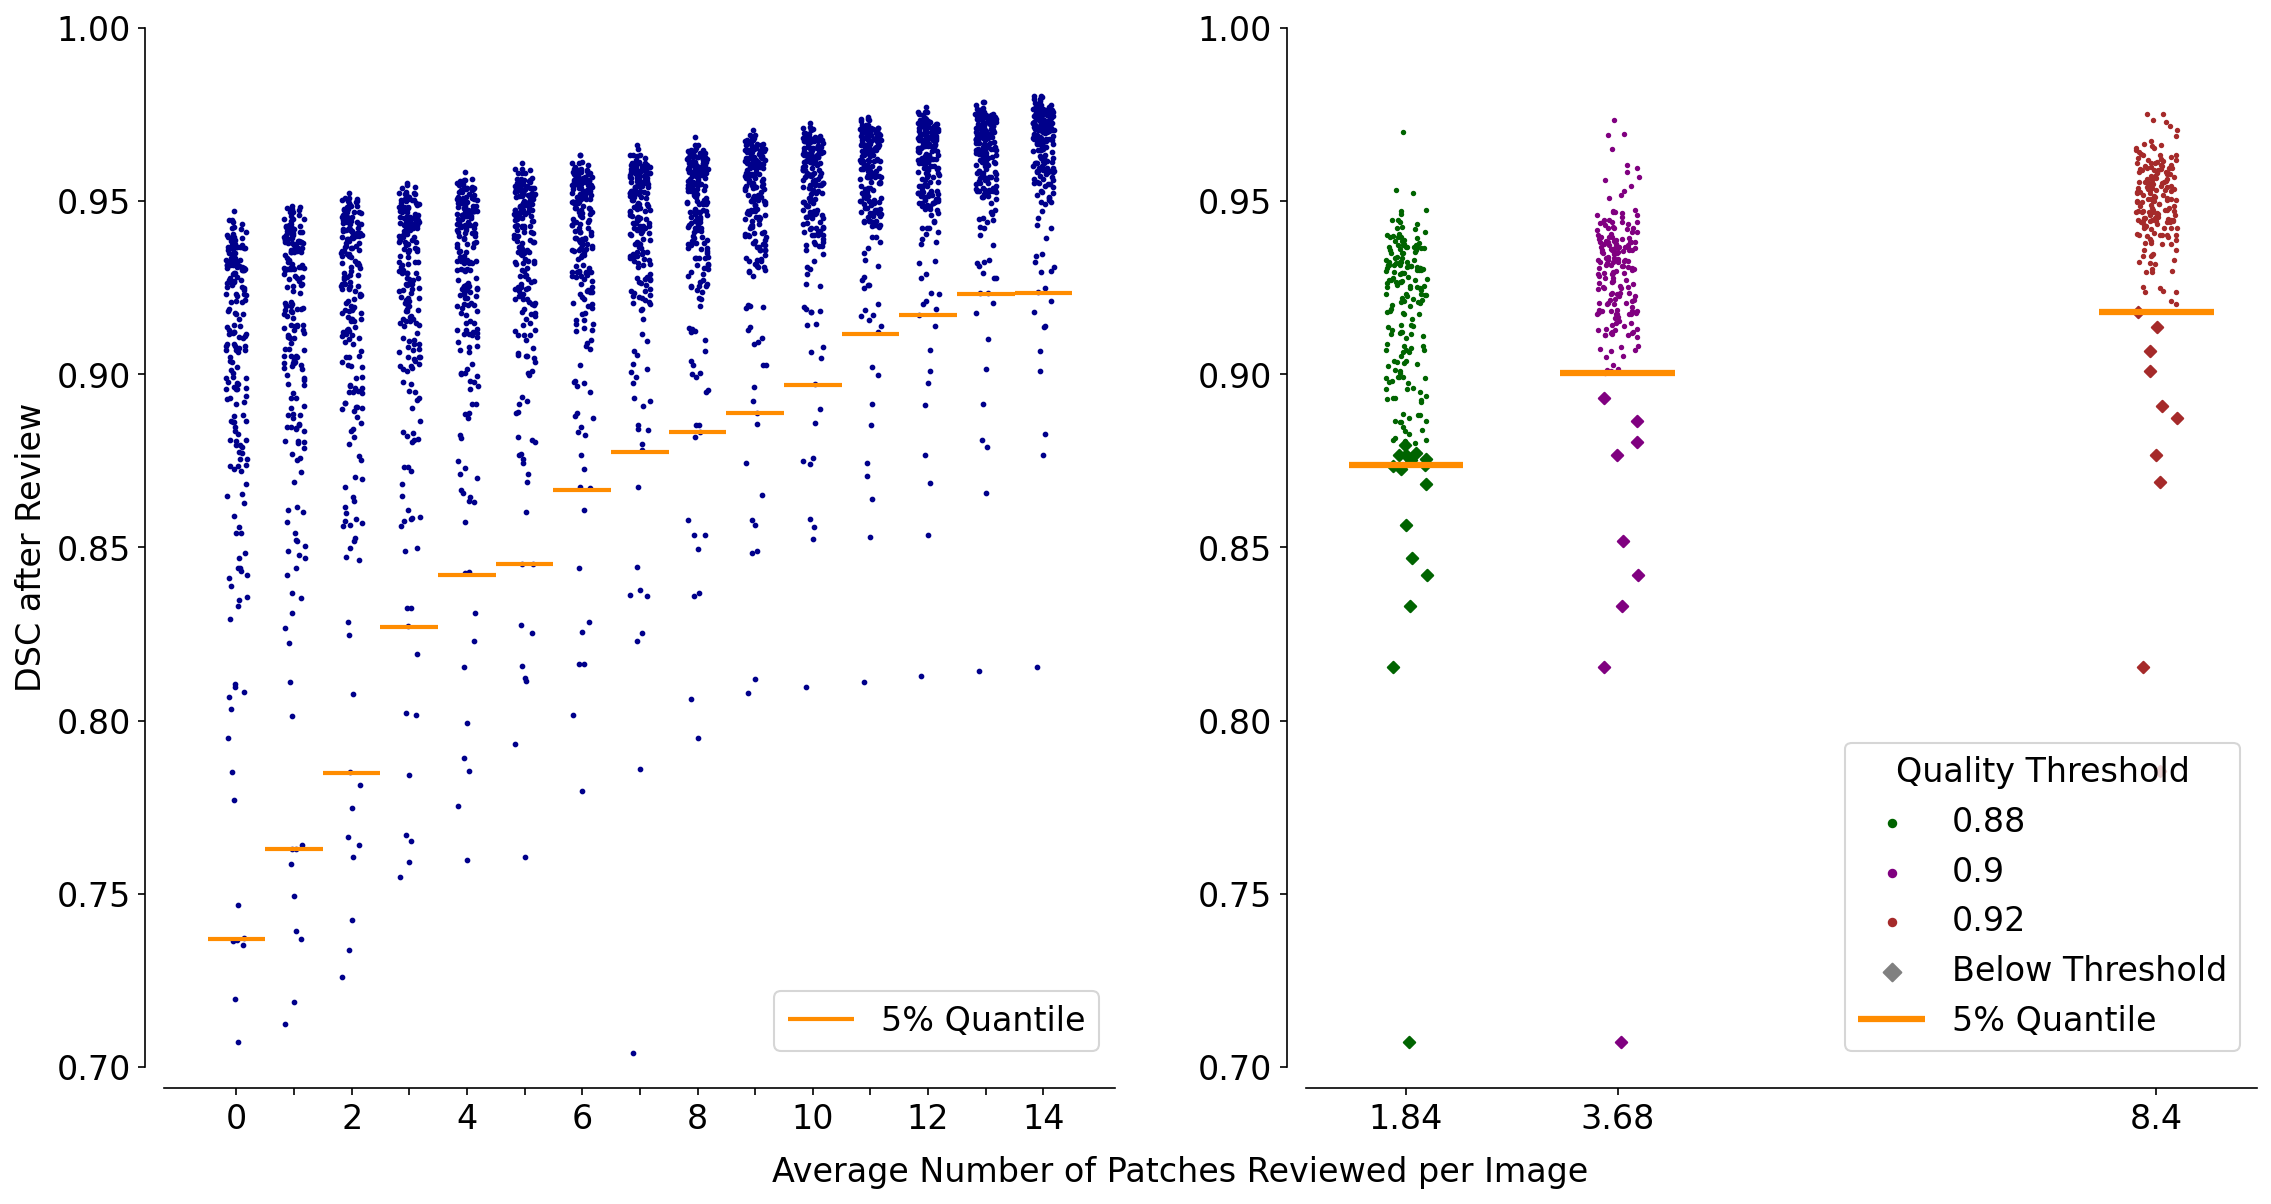 DSC after Review
1.00
0.95
0.90
0.85
0.80
0.75
0.70
0 2 4 6 8 10 12 14
5% Quantile
1.00
0.95
0.90
0.85
0.80
0.75
0.70
1.84 3.68 8.4
Quality Threshold
0.88
0.9
0.92
Below Threshold
5% Quantile
Average Number of Patches Reviewed per Image